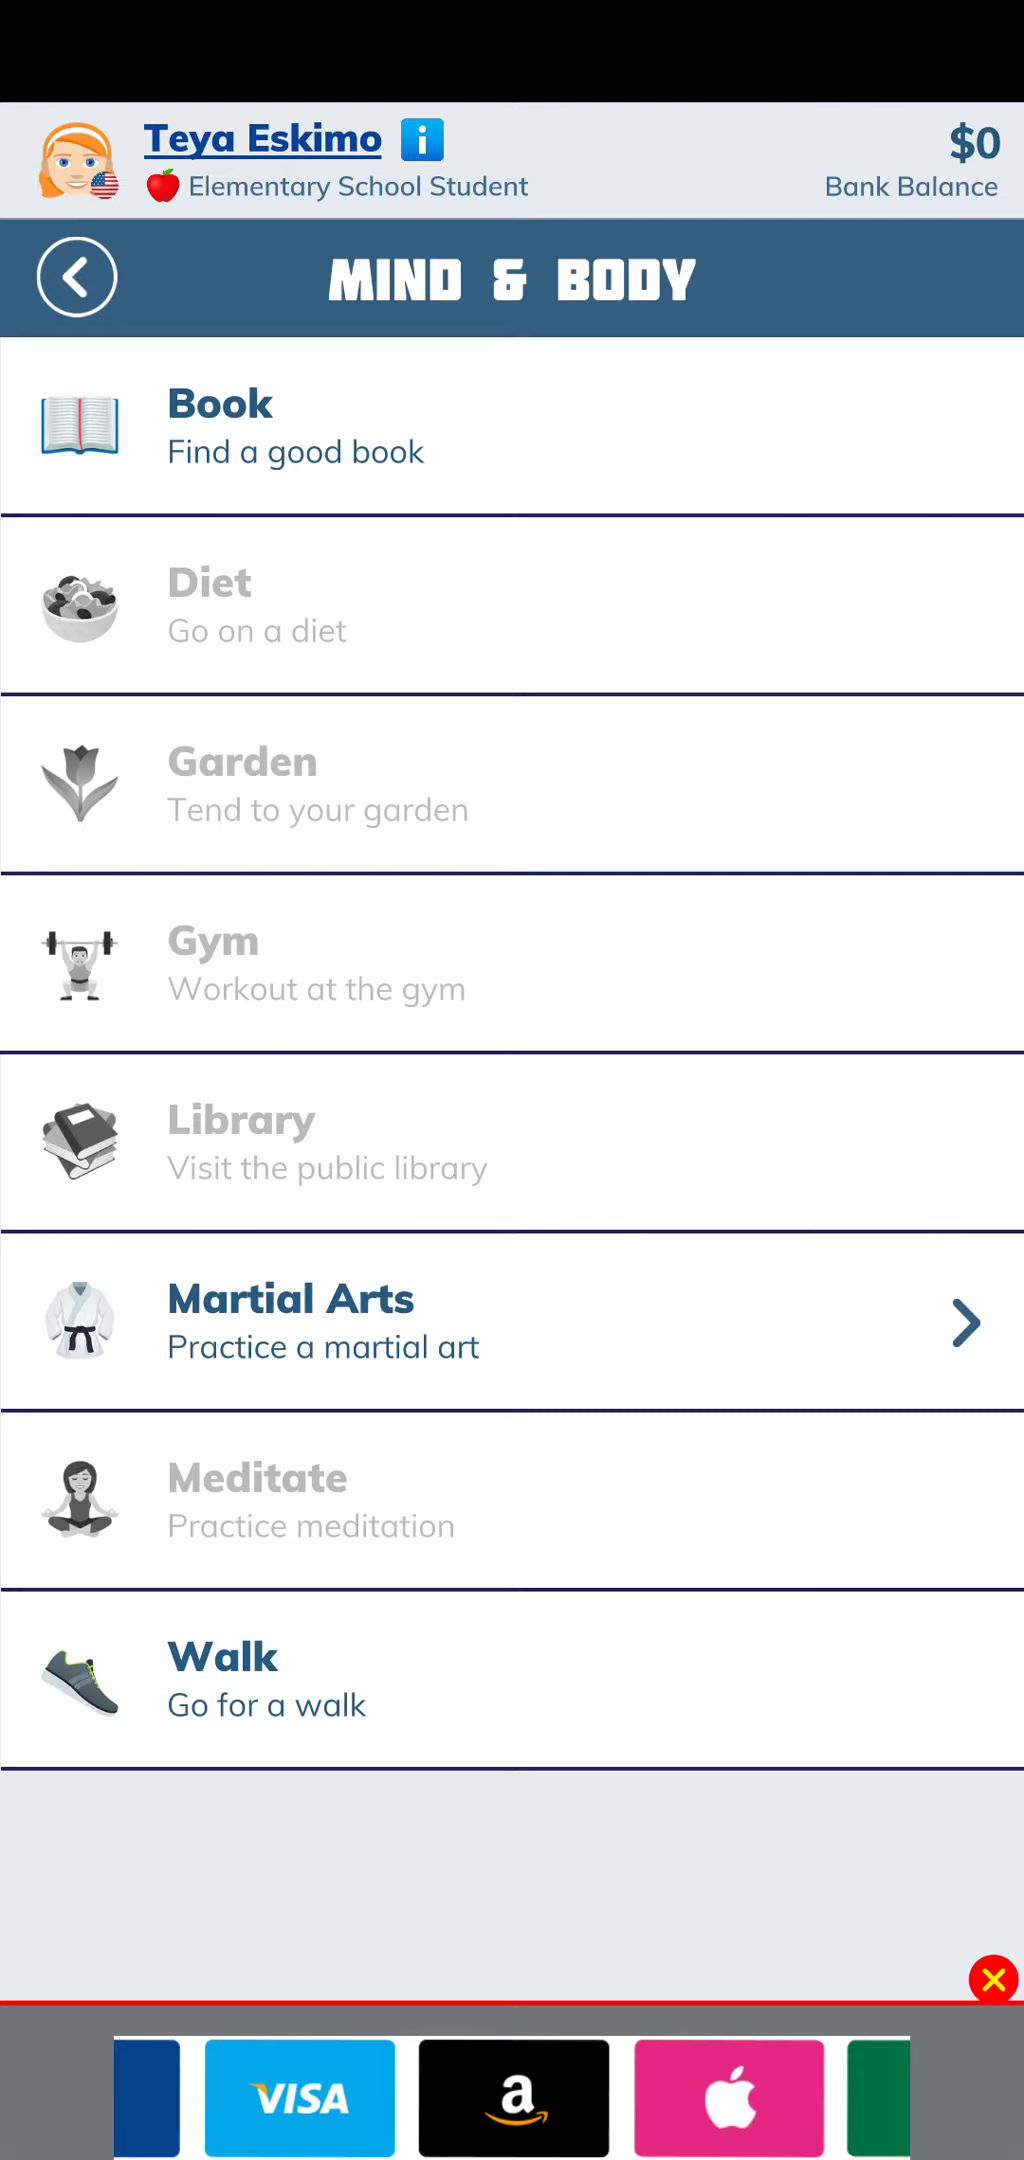 Teya Eskimo
$0
Elementary School Student
Bank Balance
MIND & BODY
Book
Find a good book
Diet
Go on a diet
Garden
Tend to your garden
Gym
Workout at the gym
Library
Visit the public library
Martial Arts
Practice a martial art
Meditate
Practice meditation
Walk
Go for a walk
VISA
a